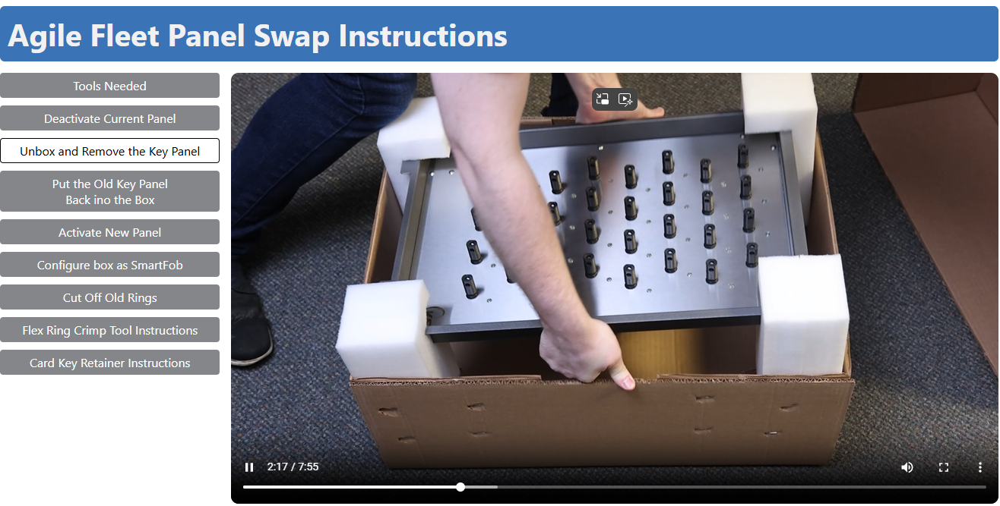 Agile Fleet Panel Swap Instructions
Tools Needed
Deactivate Current Panel
Unbox and Remove the Key Panel
Put the Old Key Panel
Back ino the Box
Activate New Panel
Configure box as SmartFob
Cut Off Old Rings
Flex Ring Crimp Tool Instructions
Card Key Retainer Instructions
2:17 / 7:55